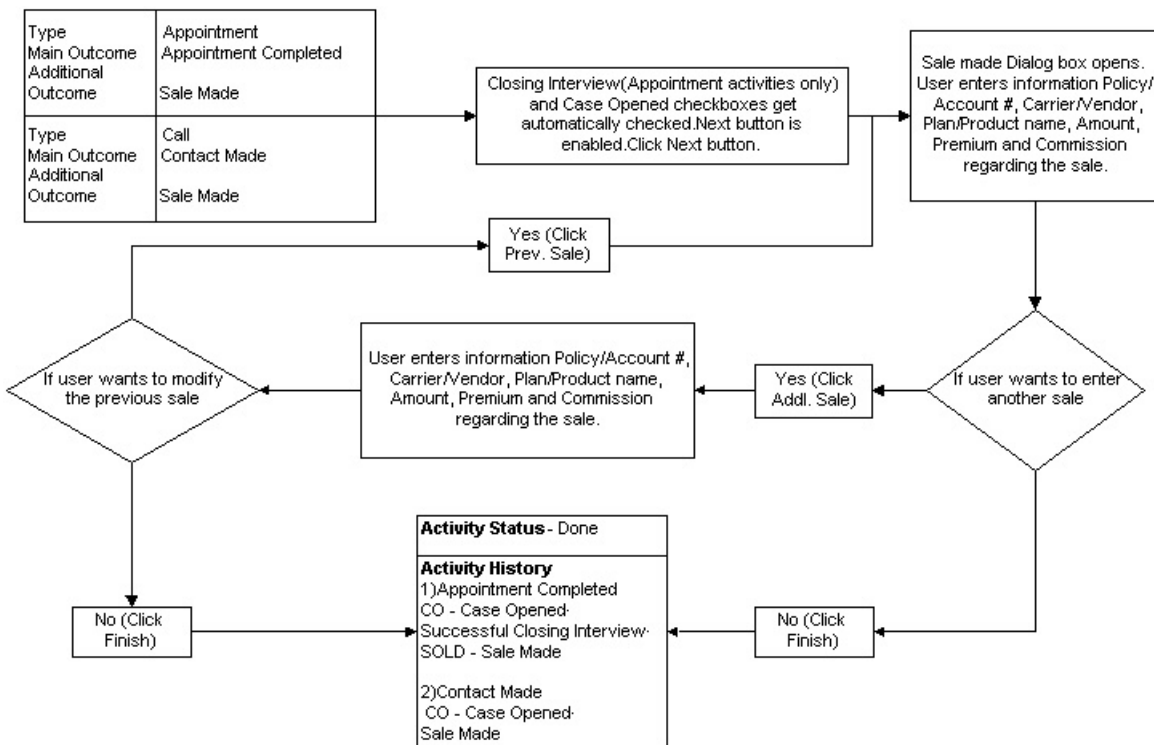 Type Appointment
Main Outcome Appointment Completed
Additional
Outcome Sale Made
Type Call
Main Outcome Contact Made
Additional
Outcome Sale Made
Closing Interview(Appointment activities only)
and Case Opened checkboxes get
automatically checked.Next button is
enabled.Click Next button.
Sale made Dialog box opens.
User enters information Policy/
Account #, Carrier/Vendor,
Plan/Product name, Amount,
Premium and Commission
regarding the sale.
Yes (Click
Prev. Sale)
If user wants to modify
the previous sale
User enters information Policy/Account #,
Carrier/Vendor, Plan/Product name,
Amount, Premium and Commission
regarding the sale.
Yes (Click
Addl. Sale)
If user wants to enter
another sale
No (Click
Finish)
Activity Status - Done
Activity History
1)Appointment Completed
CO - Case Opened·
Successful Closing Interview·
SOLD - Sale Made
2)Contact Made
CO - Case Opened·
Sale Made
No (Click
Finish)